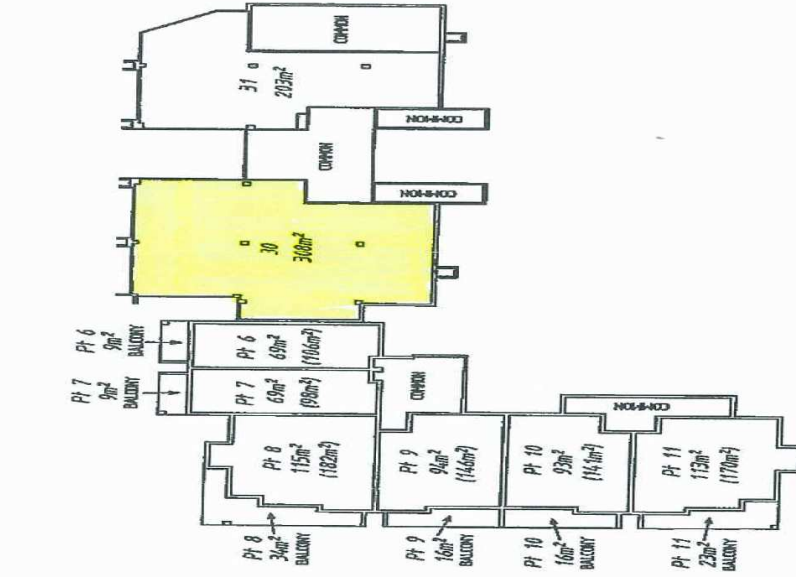 COMMON
31
203m²
COMMON
COMMON
COMMON
30
308m²
Pt 6
9m²
BALCONY
Pt 7
9m²
BALCONY
Pt 6
69m²
(106m²)
Pt 7
69m²
(98m²)
COMMON
COMMON
Pt 8
115m²
(182m²)
Pt 9
94m²
(146m²)
Pt 10
93m²
(141m²)
Pt 11
113m²
(170m²)
Pt 8
34m²
BALCONY
Pt 9
16m²
BALCONY
Pt 10
16m²
BALCONY
Pt 11
23m²
BALCONY